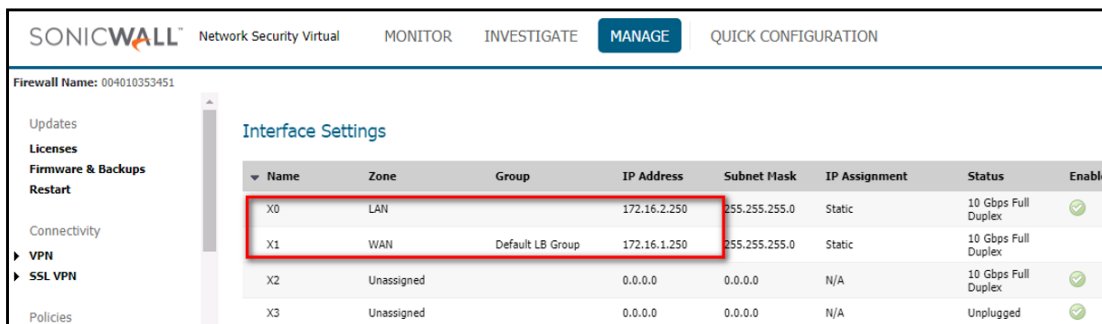 SONICWALL Network Security Virtual MONITOR INVESTIGATE MANAGE QUICK CONFIGURATION
Firewall Name: 004010353451
Updates
Licenses
Firmware & Backups
Restart
Connectivity
VPN
SSL VPN
Policies
Interface Settings
Name Zone Group IP Address Subnet Mask IP Assignment Status Enabl
X0 LAN 172.16.2.250 255.255.255.0 Static 10 Gbps Full
Duplex
X1 WAN Default LB Group 172.16.1.250 255.255.255.0 Static 10 Gbps Full
Duplex
X2 Unassigned 0.0.0.0 0.0.0.0 N/A 10 Gbps Full
Duplex
X3 Unassigned 0.0.0.0 0.0.0.0 N/A Unplugged